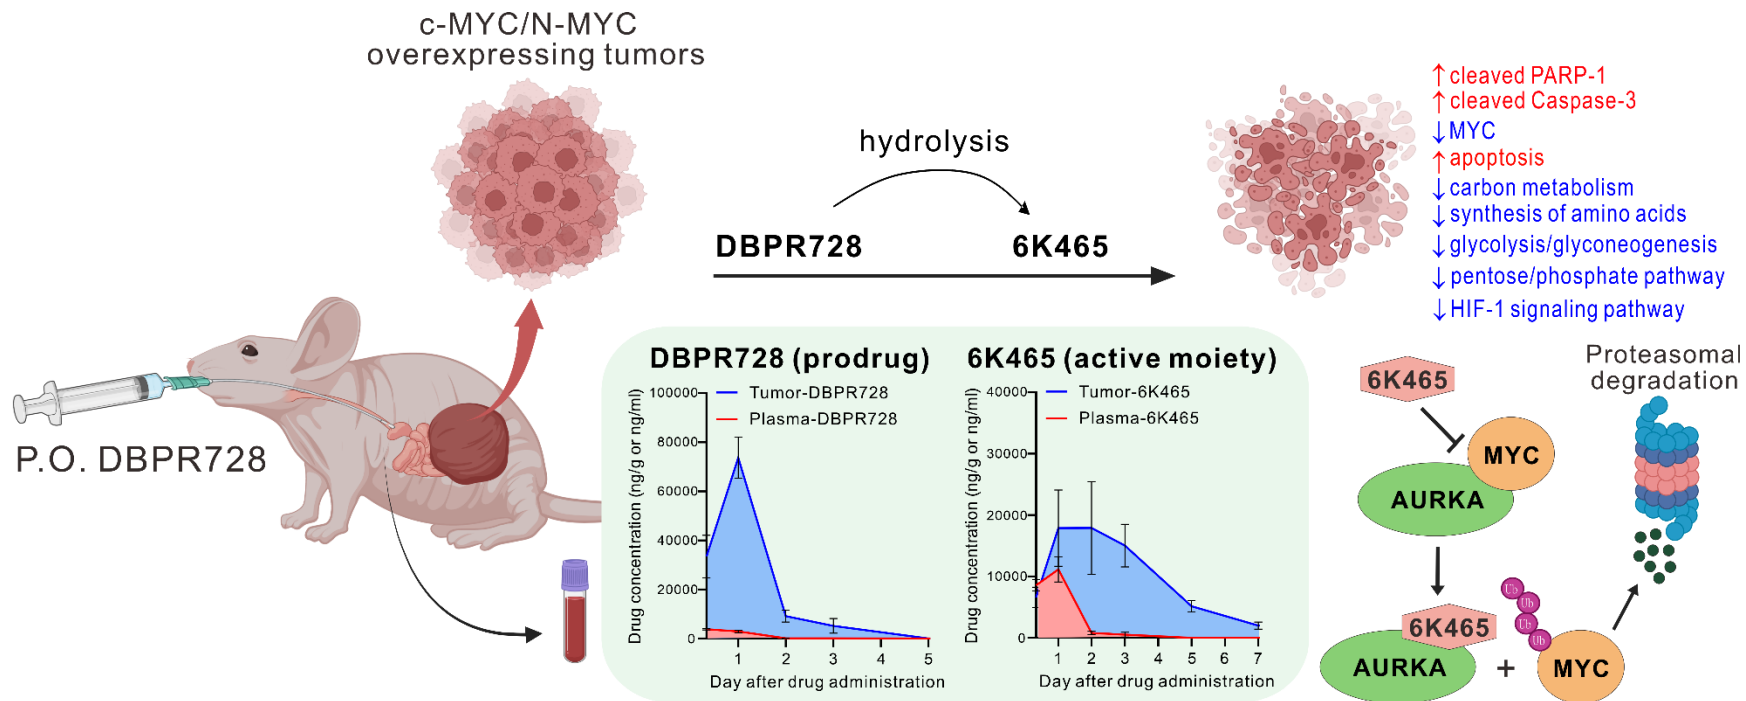 c-MYC/N-MYC
overexpressing tumors
hydrolysis
DBPR728
6K465
↑ cleaved PARP-1
↑ cleaved Caspase-3
↓ MYC
↑ apoptosis
↓ carbon metabolism
↓ synthesis of amino acids
↓ glycolysis/glyconeogenesis
↓ pentose/phosphate pathway
↓ HIF-1 signaling pathway
P.O. DBPR728
DBPR728 (prodrug)
Drug concentration (ng/g or ng/ml)
100000
80000
60000
40000
20000
0
Tumor-DBPR728
Plasma-DBPR728
1 2 3 4 5
Day after drug administration
6K465 (active moiety)
Drug concentration (ng/g or ng/ml)
40000
30000
20000
10000
0
Tumor-6K465
Plasma-6K465
1 2 3 4 5 6 7
Day after drug administration
6K465
MYC
AURKA
Proteasomal
degradation
6K465
AURKA
+
Ub
Ub
Ub
Ub
MYC